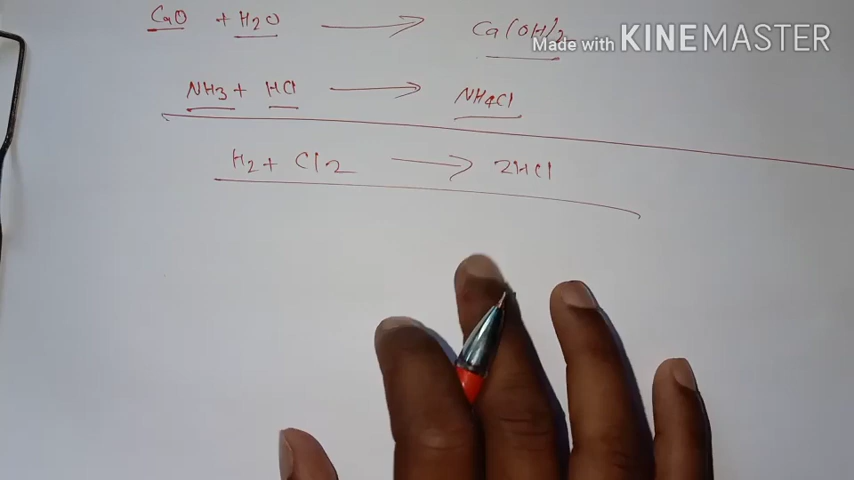 CaO + H2O → Ca(OH)2
Made with KINEMASTER
NH3 + HCl → NH4Cl
H2 + Cl2 → 2HCl